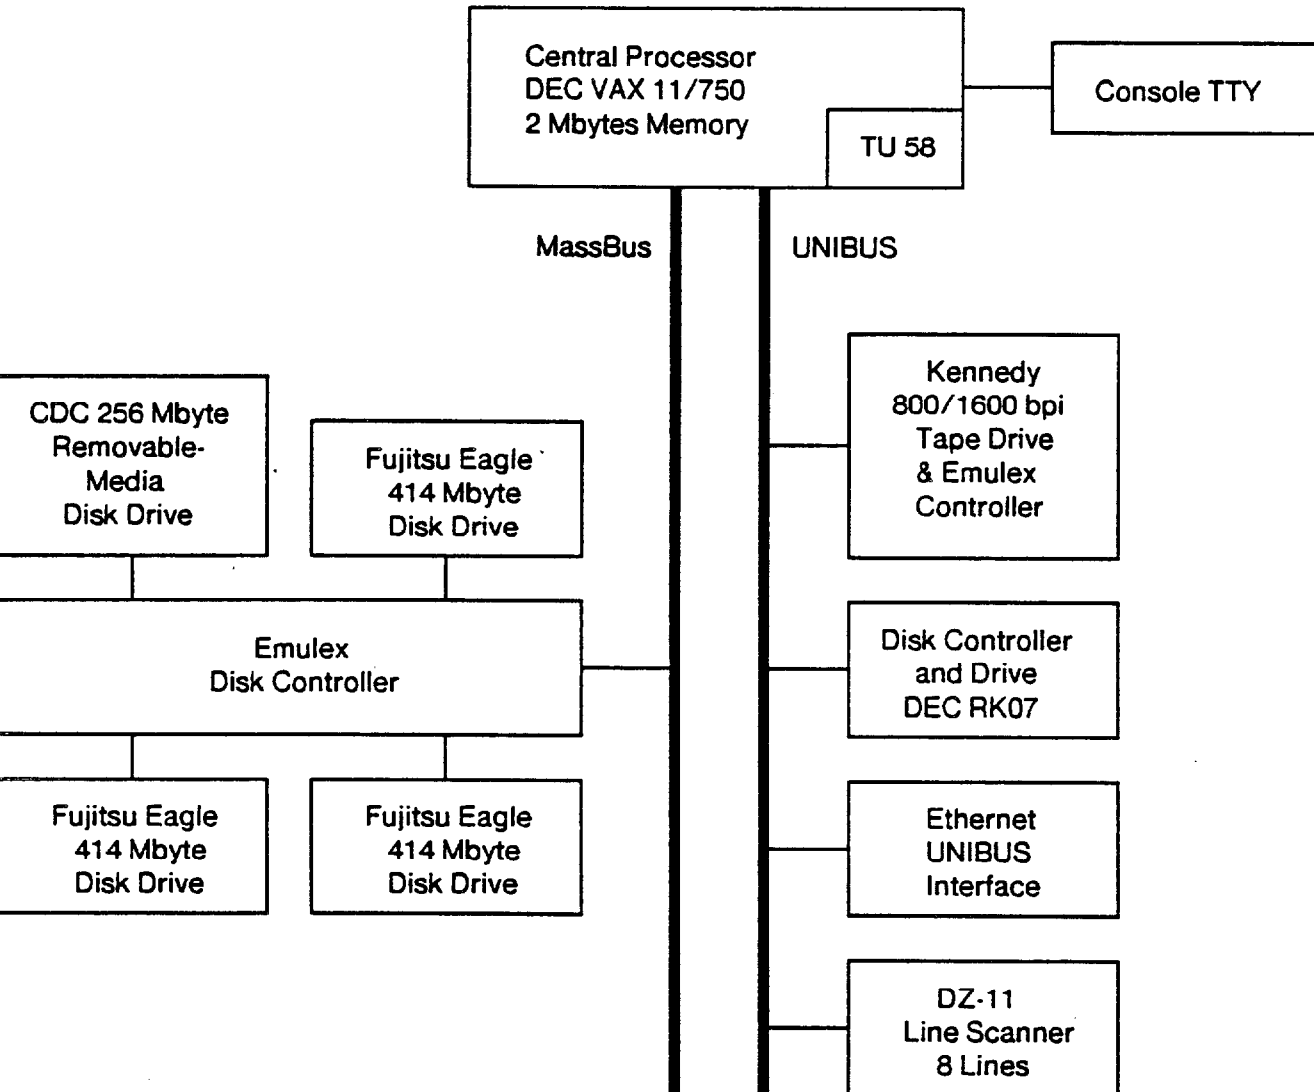 Central Processor
DEC VAX 11/750
2 Mbytes Memory
TU 58
Console TTY
MassBus
UNIBUS
CDC 256 Mbyte
Removable-
Media
Disk Drive
Fujitsu Eagle
414 Mbyte
Disk Drive
Emulex
Disk Controller
Fujitsu Eagle
414 Mbyte
Disk Drive
Fujitsu Eagle
414 Mbyte
Disk Drive
Kennedy
800/1600 bpi
Tape Drive
& Emulex
Controller
Disk Controller
and Drive
DEC RK07
Ethernet
UNIBUS
Interface
DZ-11
Line Scanner
8 Lines